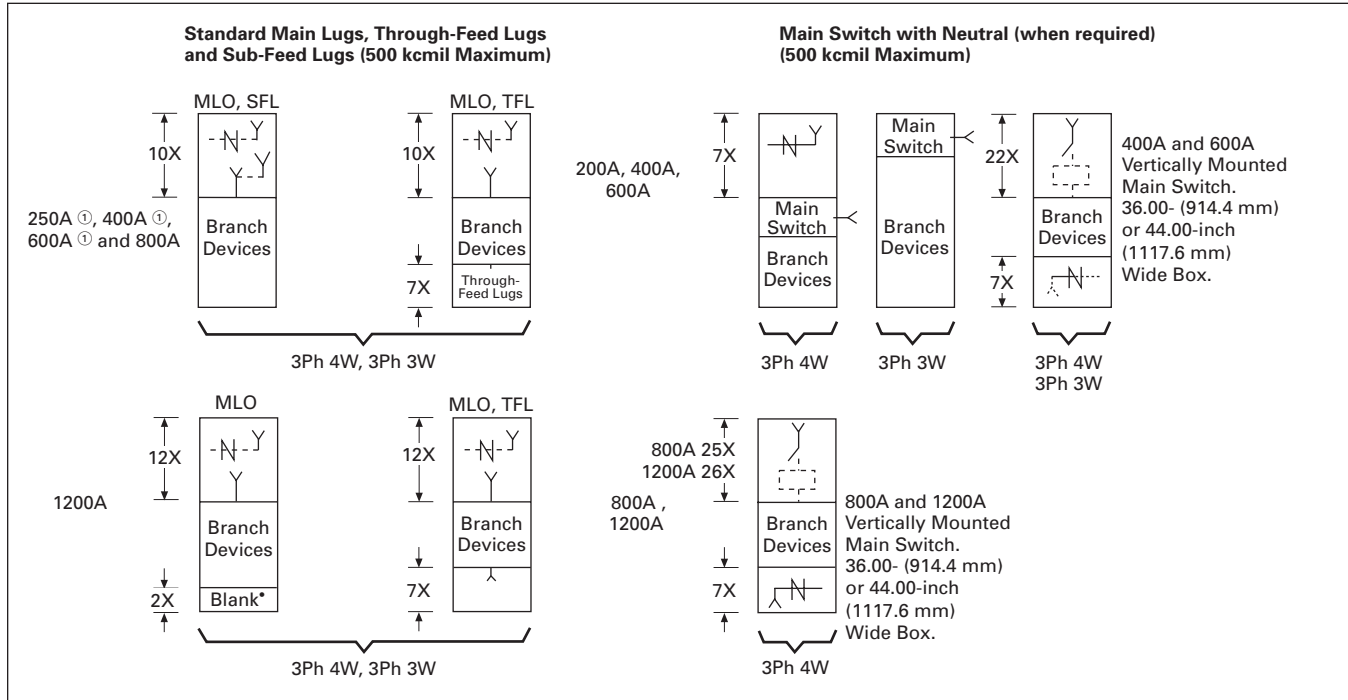 Standard Main Lugs, Through-Feed Lugs
and Sub-Feed Lugs (500 kcmil Maximum)
MLO, SFL
10X
250A ①, 400A ①,
600A ① and 800A
Branch
Devices
MLO, TFL
10X
Branch
Devices
7X
Through-
Feed Lugs
3Ph 4W, 3Ph 3W
MLO
12X
1200A
Branch
Devices
2X
Blank•
MLO, TFL
12X
Branch
Devices
7X
3Ph 4W, 3Ph 3W
Main Switch with Neutral (when required)
(500 kcmil Maximum)
200A, 400A,
600A
7X
Main
Switch
Branch
Devices
3Ph 4W
Main
Switch
Branch
Devices
3Ph 3W
22X
Branch
Devices
7X
3Ph 4W
3Ph 3W
400A and 600A
Vertically Mounted
Main Switch.
36.00- (914.4 mm)
or 44.00-inch
(1117.6 mm)
Wide Box.
800A 25X
1200A 26X
800A ,
1200A
Branch
Devices
7X
3Ph 4W
800A and 1200A
Vertically Mounted
Main Switch.
36.00- (914.4 mm)
or 44.00-inch
(1117.6 mm)
Wide Box.